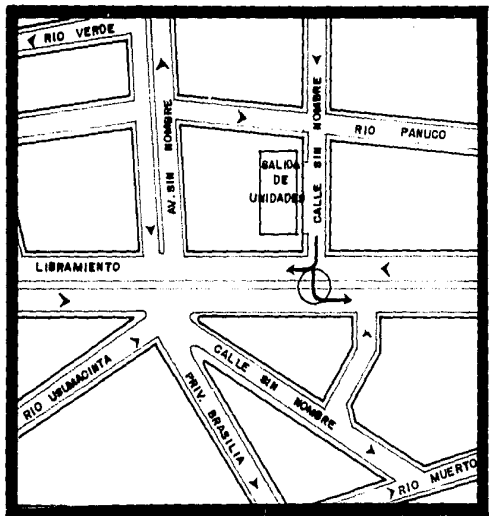 RIO VERDE
AV. SIN NOMBRE
CALLE SIN NOMBRE
RIO PANUCO
SALIDA
DE
UNIDADES
LIBRAMIENTO
RIO USUMACINTA
PRIV. BRASILIA
CALLE SIN NOMBRE
RIO MUERTO